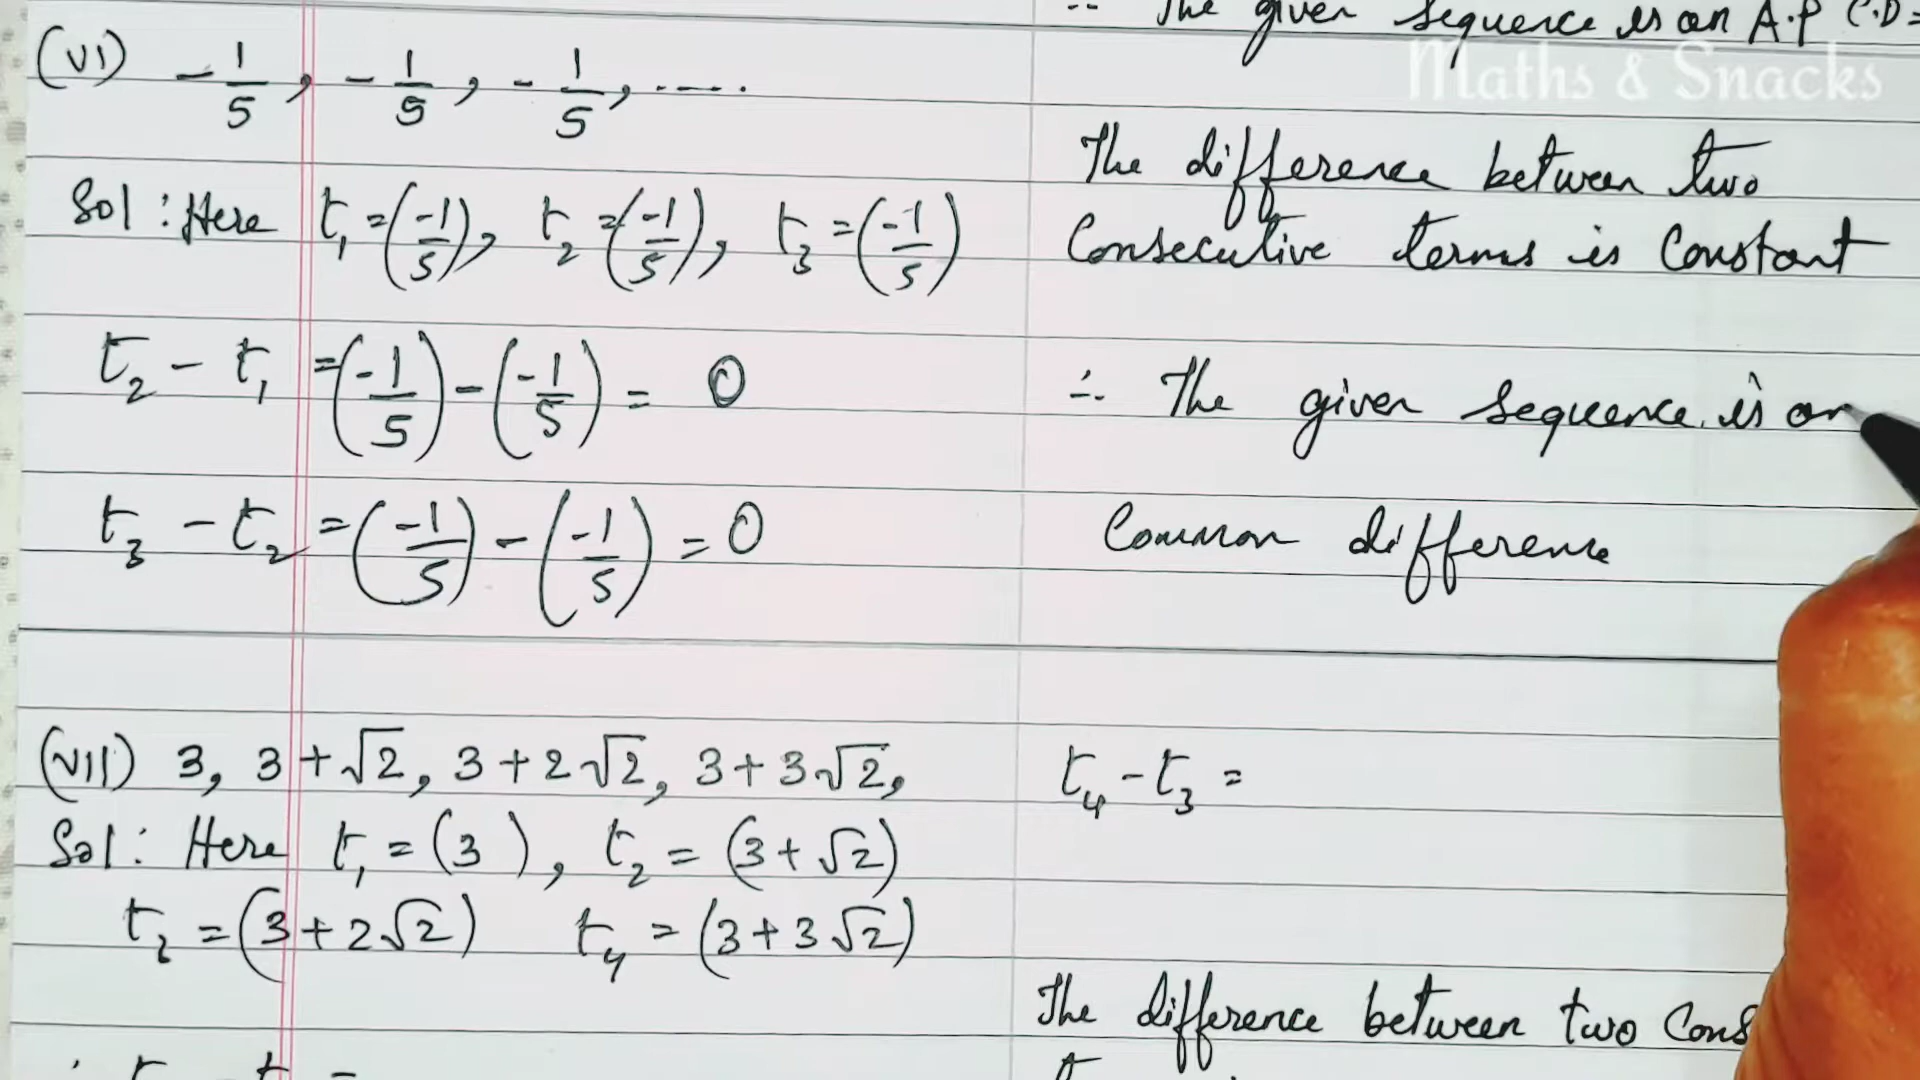 (vi) -1/5, -1/5, -1/5, .....
Sol : Here t₁ = (-1/5), t₂ = (-1/5), t₃ = (-1/5)
t₂ - t₁ = (-1/5) - (-1/5) = 0
t₃ - t₂ = (-1/5) - (-1/5) = 0
(vii) 3, 3+√2, 3+2√2, 3+3√2,
Sol : Here t₁ = (3), t₂ = (3+√2)
t₂ = (3+2√2) t₄ = (3+3√2)
∴ The given sequence is an A.P C.D=
Maths & Snacks
The difference between two
Consecutive terms is Constant
∴ The given sequence is an
Common difference
t₄ - t₃ =
The difference between two Cons